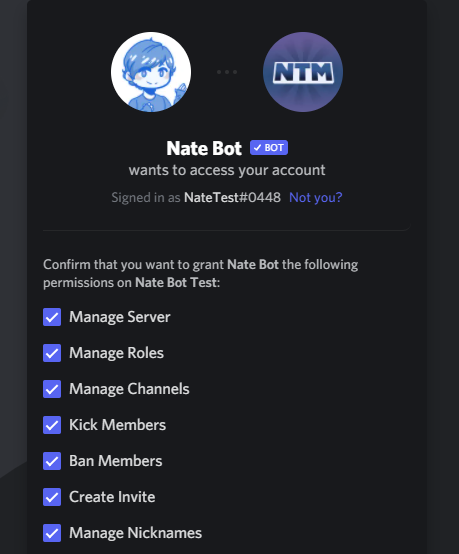 NTM
Nate Bot BOT
wants to access your account
Signed in as NateTest#0448 Not you?
Confirm that you want to grant Nate Bot the following
permissions on Nate Bot Test:
Manage Server
Manage Roles
Manage Channels
Kick Members
Ban Members
Create Invite
Manage Nicknames